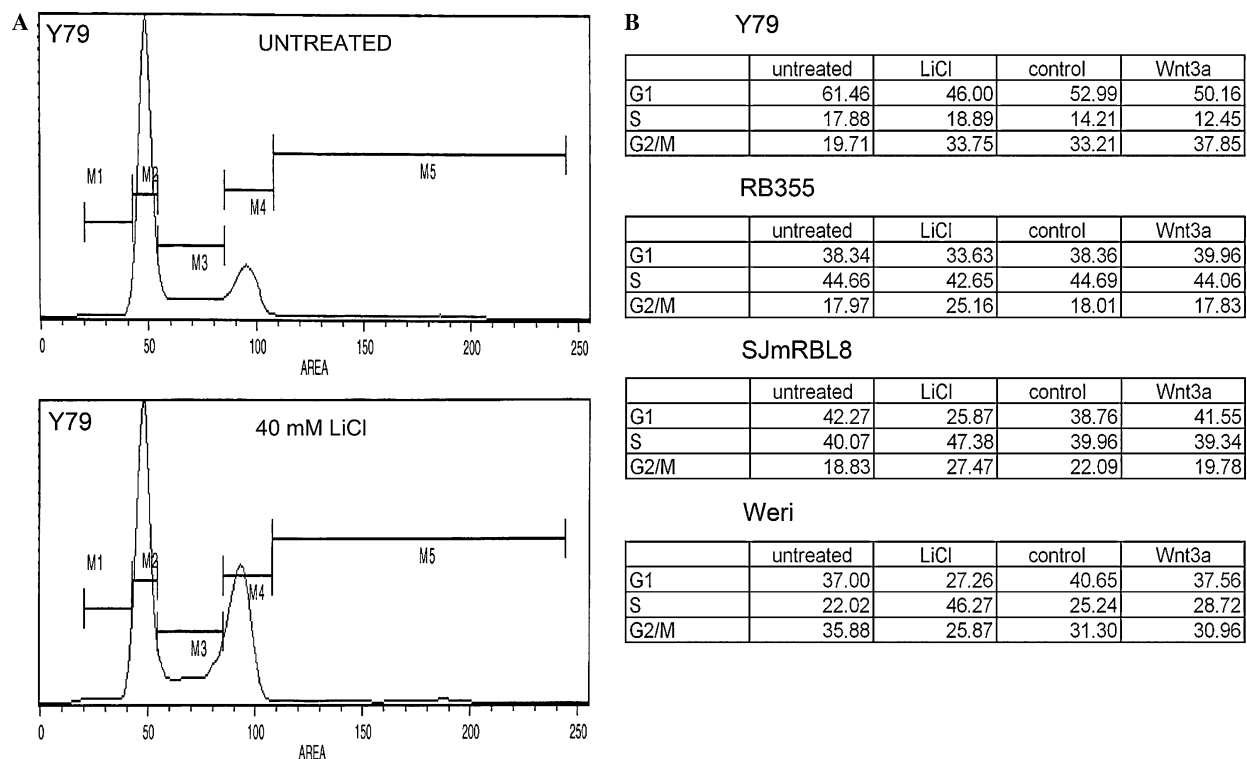 A
Y79
UNTREATED
M1
M2
M3
M4
M5
0 50 100 150 200 250
AREA
Y79
40 mM LiCl
M1
M2
M3
M4
M5
0 50 100 150 200 250
AREA
B
Y79
untreated LiCl control Wnt3a
G1 61.46 46.00 52.99 50.16
S 17.88 18.89 14.21 12.45
G2/M 19.71 33.75 33.21 37.85
RB355
untreated LiCl control Wnt3a
G1 38.34 33.63 38.36 39.96
S 44.66 42.65 44.69 44.06
G2/M 17.97 25.16 18.01 17.83
SJmRBL8
untreated LiCl control Wnt3a
G1 42.27 25.87 38.76 41.55
S 40.07 47.38 39.96 39.34
G2/M 18.83 27.47 22.09 19.78
Weri
untreated LiCl control Wnt3a
G1 37.00 27.26 40.65 37.56
S 22.02 46.27 25.24 28.72
G2/M 35.88 25.87 31.30 30.96